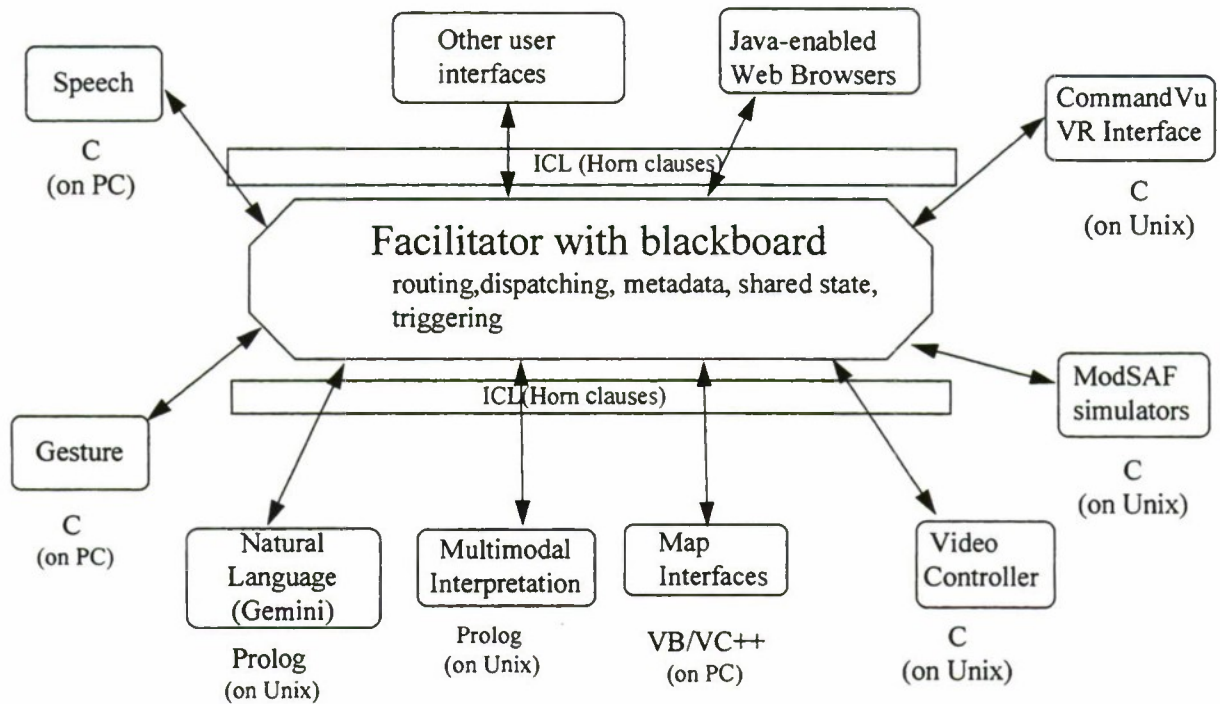 Other user
interfaces
Java-enabled
Web Browsers
Speech
C
(on PC)
CommandVu
VR Interface
C
(on Unix)
ICL (Horn clauses)
Facilitator with blackboard
routing,dispatching, metadata, shared state,
triggering
ICL(Horn clauses)
ModSAF
simulators
C
(on Unix)
Gesture
C
(on PC)
Natural
Language
(Gemini)
Prolog
(on Unix)
Multimodal
Interpretation
Prolog
(on Unix)
Map
Interfaces
VB/VC++
(on PC)
Video
Controller
C
(on Unix)